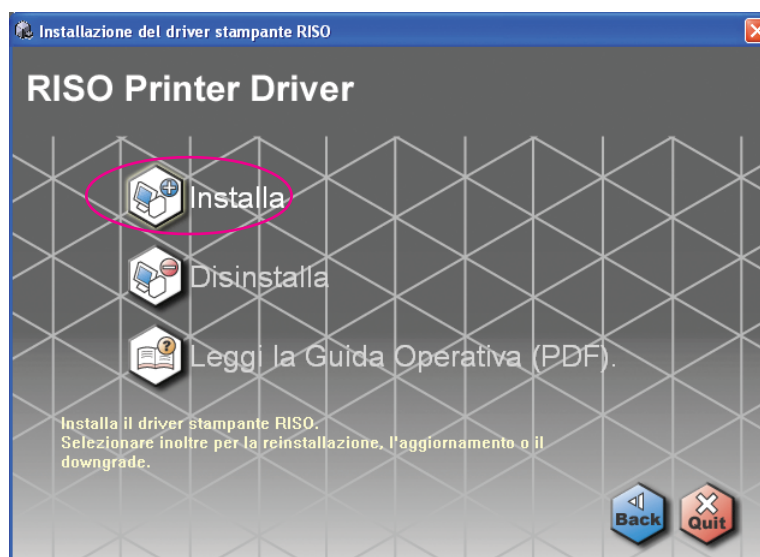 Installazione del driver stampante RISO
RISO Printer Driver
Installa
Disinstalla
Leggi la Guida Operativa (PDF).
Installa il driver stampante RISO.
Selezionare inoltre per la reinstallazione, l'aggiornamento o il
downgrade.
Back
Quit